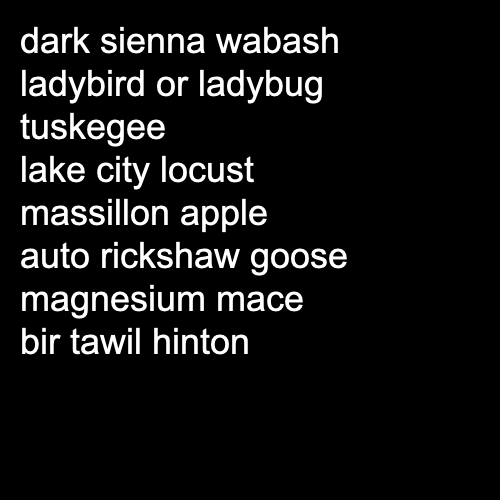 dark sienna wabash
ladybird or ladybug
tuskegee
lake city locust
massillon apple
auto rickshaw goose
magnesium mace
bir tawil hinton